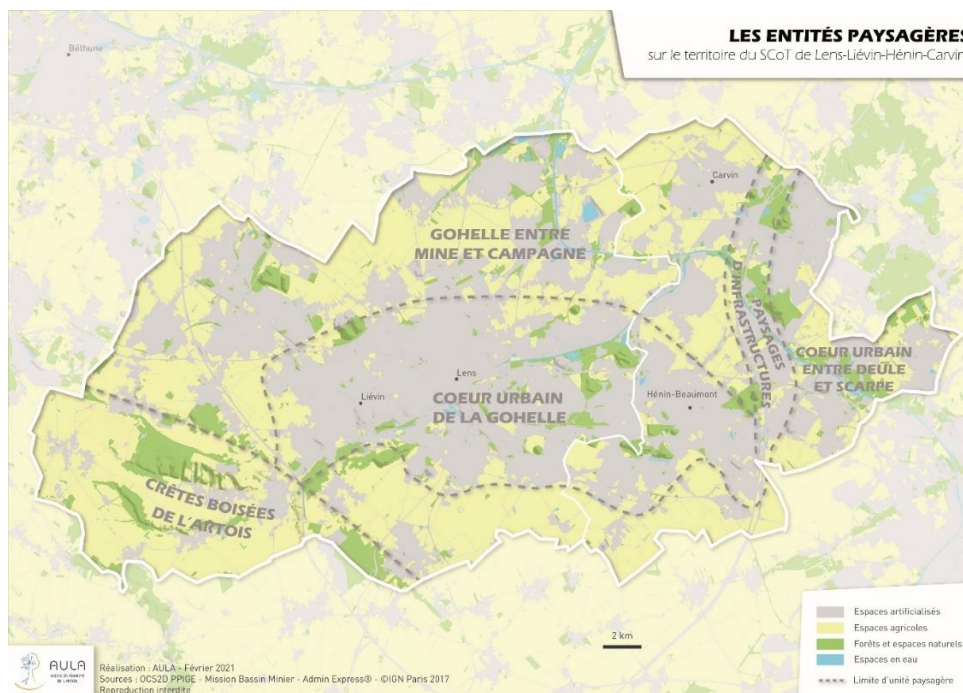 LES ENTITÉS PAYSAGÈRES
sur le territoire du SCoT de Lens-Liévin-Hénin-Carvin
Béthune
Carvin
GOHELLE ENTRE
MINE ET CAMPAGNE
PAYSAGES
D'INFRASTRUCTURES
COEUR URBAIN
ENTRE DEULE
ET SCARPE
Lens
Liévin
COEUR URBAIN
DE LA GOHELLE
Hénin-Beaumont
CRÊTES BOISÉES
DE L'ARTOIS
2 km
Espaces artificialisés
Espaces agricoles
Forêts et espaces naturels
Espaces en eau
Limite d'unité paysagère
AULA
Réalisation : AULA - Février 2021
Sources : OCS2D PPIGE - Mission Bassin Minier - Admin Express® - ©IGN Paris 2017
Reproduction interdite